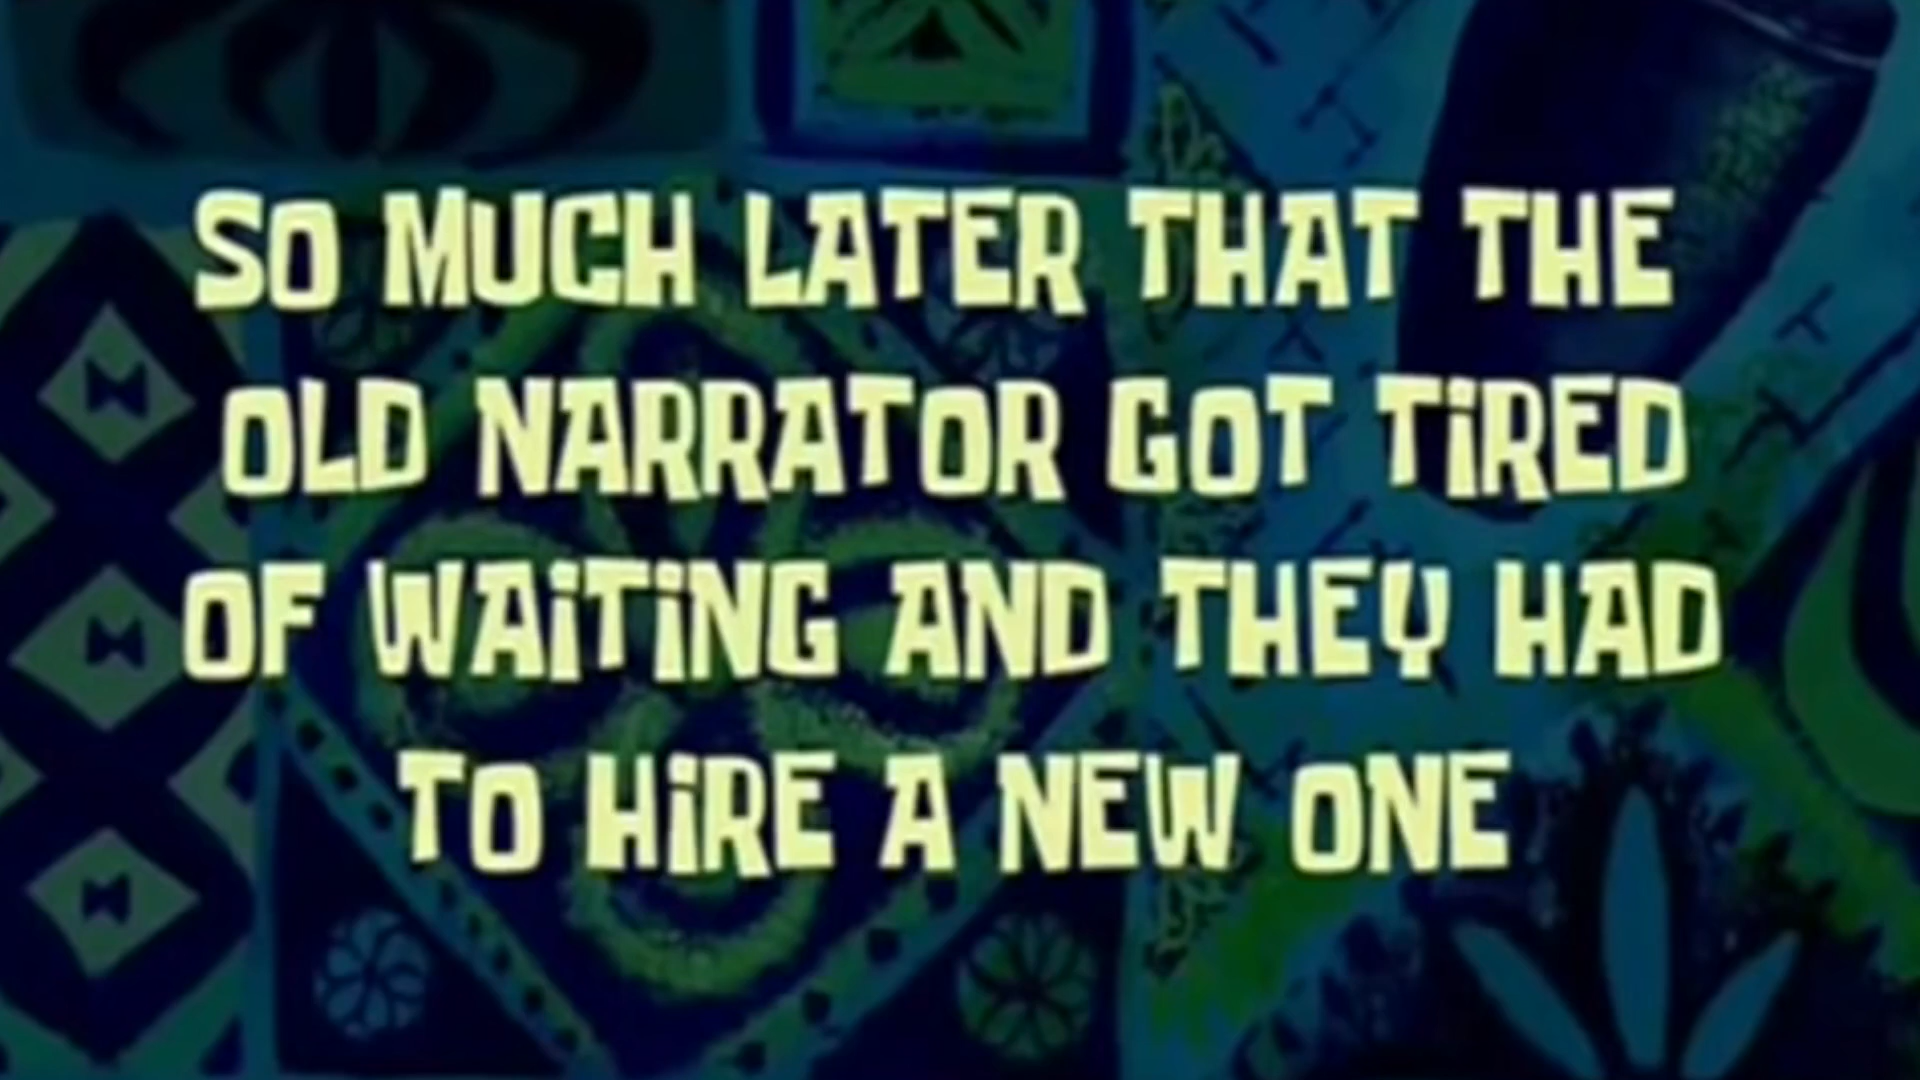 SO MUCH LATER THAT THE
OLD NARRATOR GOT TiRED
OF WAiTiNG AND THEY HAD
TO HiRE A NEW ONE